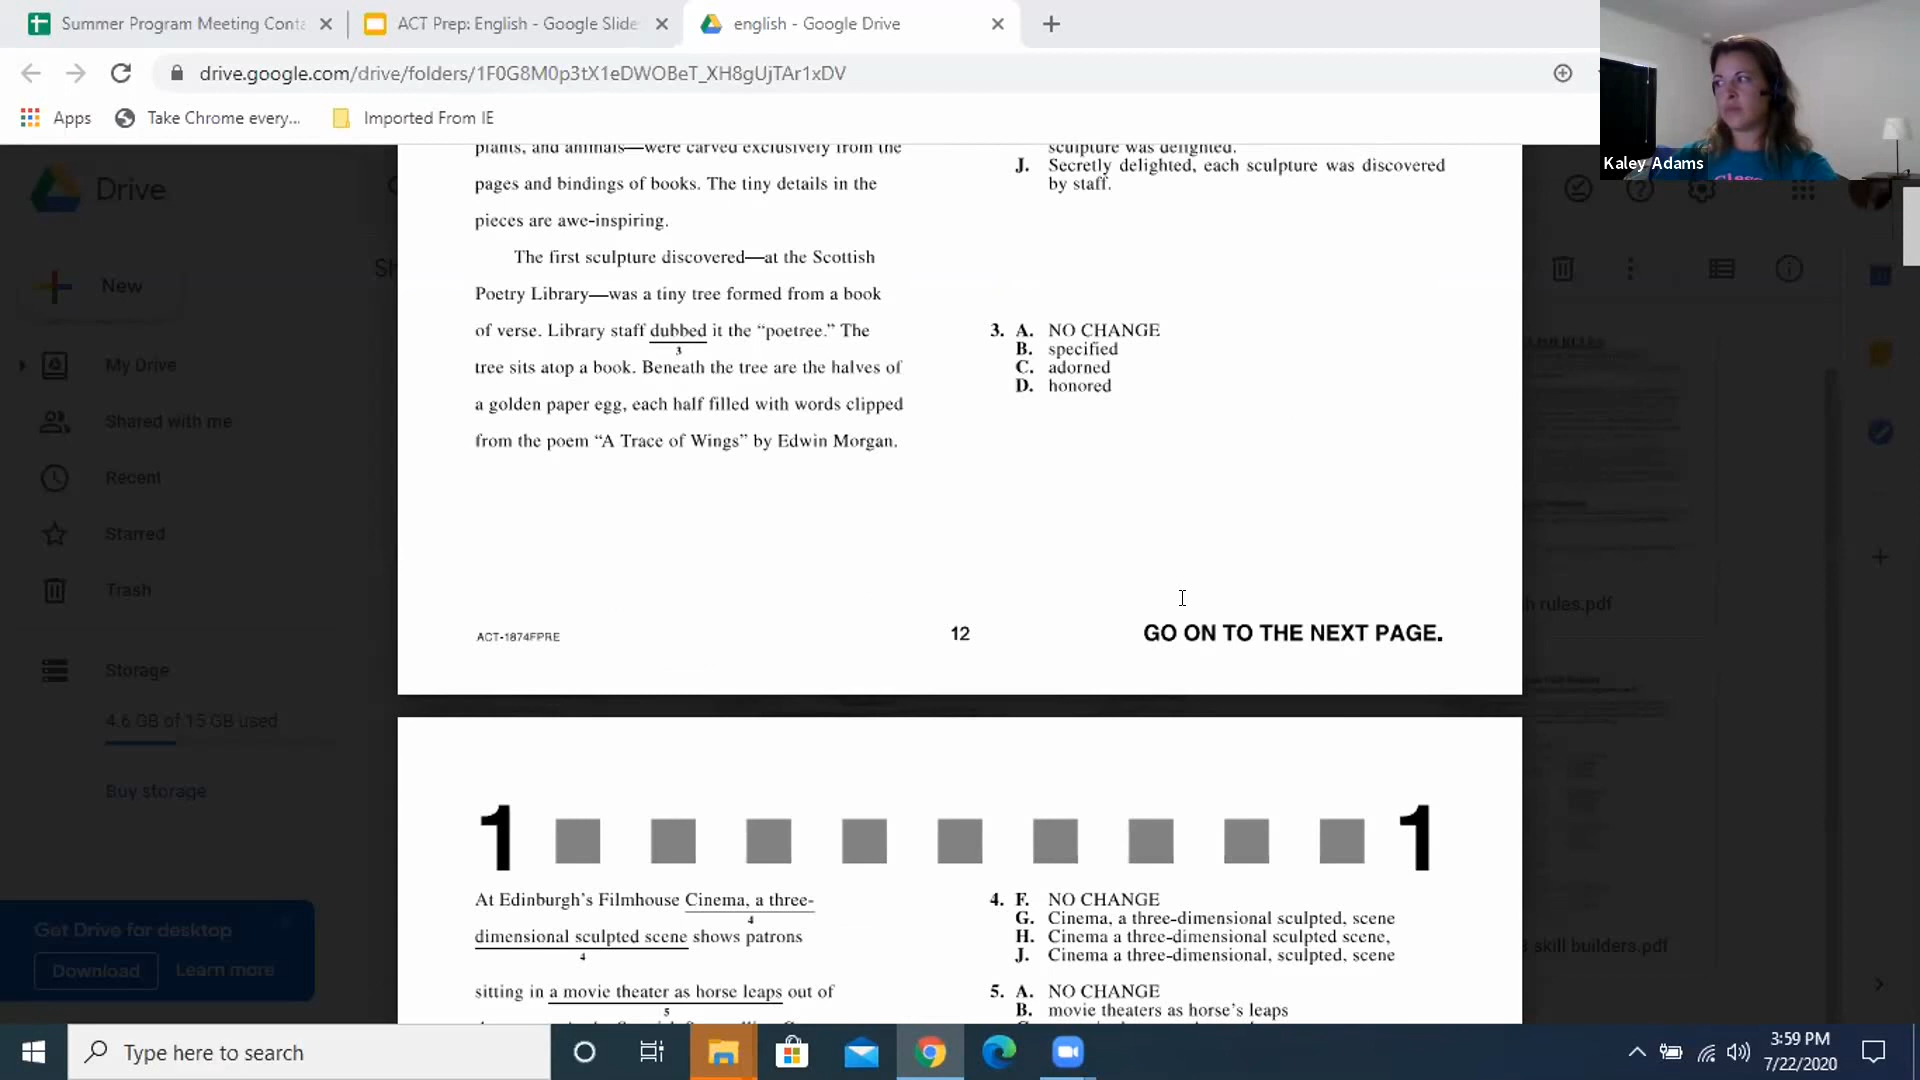 Summer Program Meeting Conta
ACT Prep: English - Google Slide
english - Google Drive
drive.google.com/drive/folders/1F0G8M0p3tX1eDWOBeT_XH8gUjTAr1xDV
Apps
Take Chrome every...
Imported From IE
Kaley Adams
Drive
New
My Drive
Shared with me
Recent
Starred
Trash
Storage
4.6 GB of 15 GB used
Buy storage
Get Drive for desktop
Download
Learn more
plants, and animals—were carved exclusively from the
pages and bindings of books. The tiny details in the
pieces are awe-inspiring.
The first sculpture discovered—at the Scottish
Poetry Library—was a tiny tree formed from a book
of verse. Library staff dubbed it the “poetree.” The
3
tree sits atop a book. Beneath the tree are the halves of
a golden paper egg, each half filled with words clipped
from the poem “A Trace of Wings” by Edwin Morgan.
sculpture was delighted.
J. Secretly delighted, each sculpture was discovered
by staff.
3. A. NO CHANGE
B. specified
C. adorned
D. honored
ACT-1874FPRE
12
GO ON TO THE NEXT PAGE.
1
1
At Edinburgh’s Filmhouse Cinema, a three-
4
dimensional sculpted scene shows patrons
4
sitting in a movie theater as horse leaps out of
5
4. F. NO CHANGE
G. Cinema, a three-dimensional sculpted, scene
H. Cinema a three-dimensional sculpted scene,
J. Cinema a three-dimensional, sculpted, scene
5. A. NO CHANGE
B. movie theaters as horse’s leaps
rules.pdf
skill builders.pdf
Type here to search
3:59 PM
7/22/2020